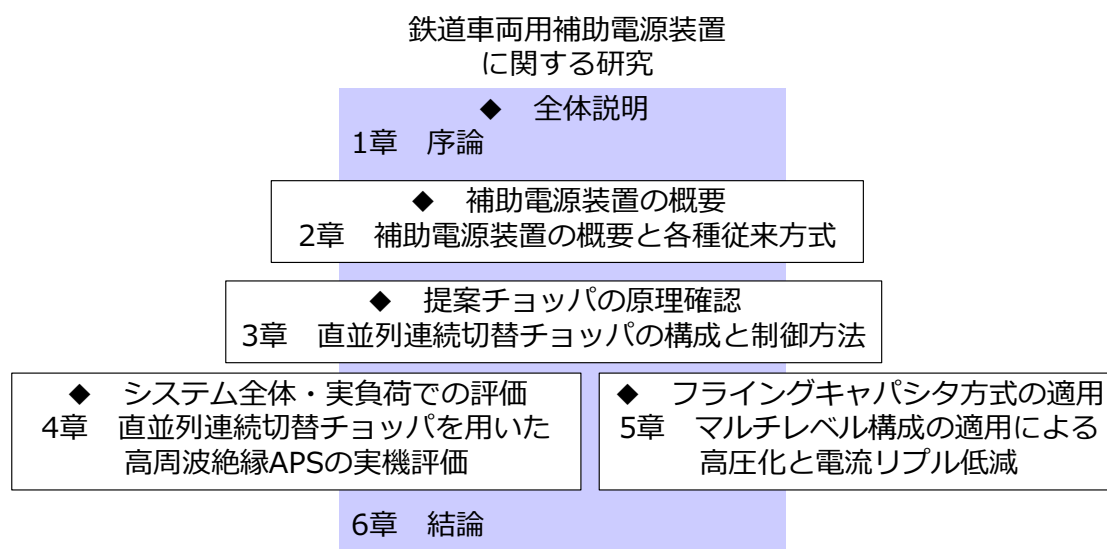 鉄道車両用補助電源装置
に関する研究
◆ 全体説明
1章 序論
◆ 補助電源装置の概要
2章 補助電源装置の概要と各種従来方式
◆ 提案チョッパの原理確認
3章 直並列連続切替チョッパの構成と制御方法
◆ システム全体・実負荷での評価
4章 直並列連続切替チョッパを用いた
高周波絶縁APSの実機評価
◆ フライングキャパシタ方式の適用
5章 マルチレベル構成の適用による
高圧化と電流リプル低減
6章 結論